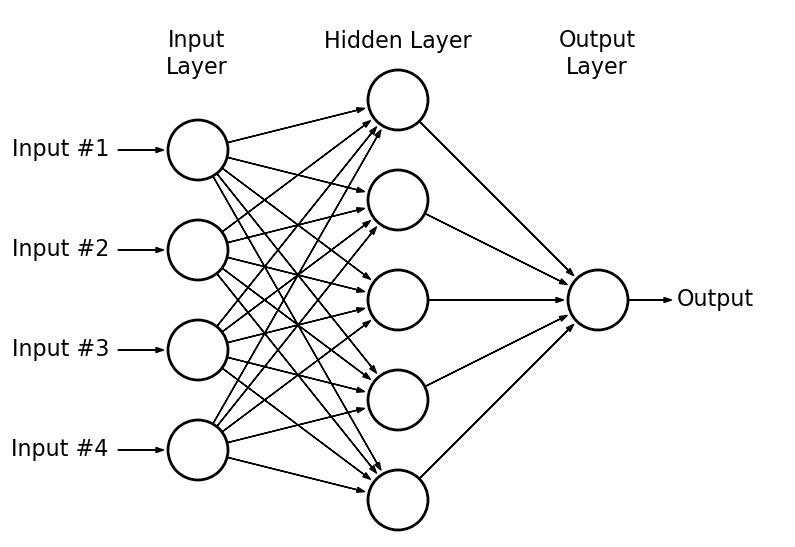 Input
Layer
Hidden Layer
Output
Layer
Input #1
Input #2
Input #3
Input #4
Output